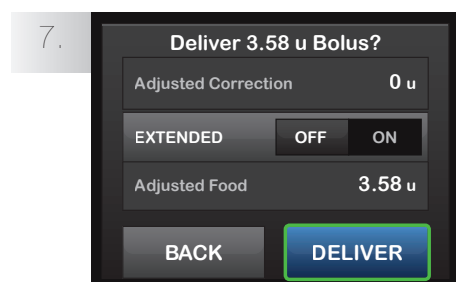 7.
Deliver 3.58 u Bolus?
Adjusted Correction 0 u
EXTENDED OFF ON
Adjusted Food 3.58 u
BACK DELIVER